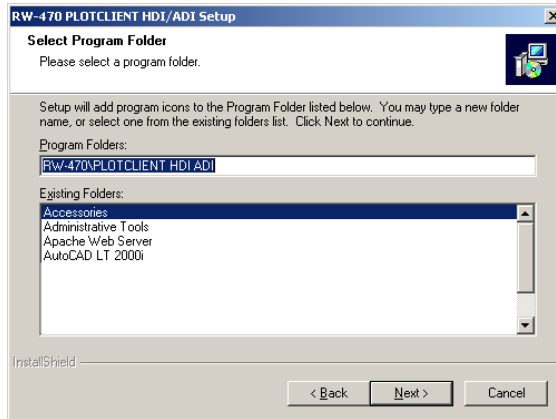 RW-470 PLOTCLIENT HDI/ADI Setup
Select Program Folder
Please select a program folder.
Setup will add program icons to the Program Folder listed below. You may type a new folder
name, or select one from the existing folders list. Click Next to continue.
Program Folders:
RW-470\PLOTCLIENT HDI ADI
Existing Folders:
Accessories
Administrative Tools
Apache Web Server
AutoCAD LT 2000i
InstallShield
< Back
Next >
Cancel